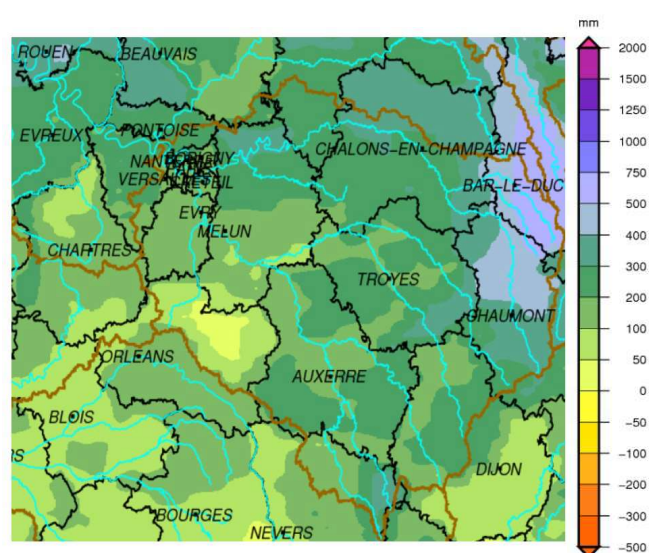 mm
ROUEN
BEAUVAIS
2000
1500
1250
1000
750
500
400
300
200
100
50
0
−50
−100
−200
−300
−500
EVREUX
PONTOISE
CHALONS−EN−CHAMPAGNE
BAR−LE−DUC
EVRY
MELUN
CHARTRES
TROYES
CHAUMONT
ORLEANS
AUXERRE
BLOIS
RS
DIJON
BOURGES
NEVERS